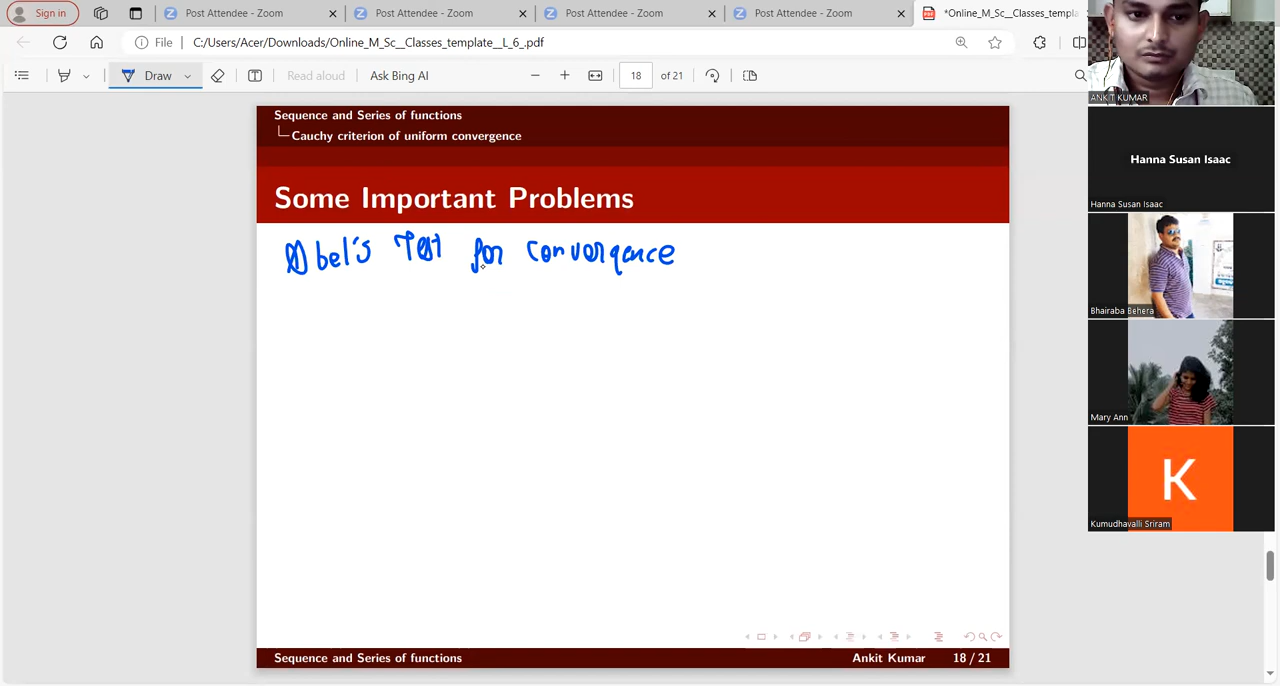 Sign in
Post Attendee - Zoom
Post Attendee - Zoom
Post Attendee - Zoom
Post Attendee - Zoom
*Online_M_Sc__Classes_templa
File | C:/Users/Acer/Downloads/Online_M_Sc__Classes_template__L_6_.pdf
Draw
Read aloud
Ask Bing AI
18 of 21
Sequence and Series of functions
Cauchy criterion of uniform convergence
Some Important Problems
Abel's Test for convergence
Sequence and Series of functions
Ankit Kumar
18 / 21
ANKIT KUMAR
Hanna Susan Isaac
Hanna Susan Isaac
Bhairaba Behera
Mary Ann
K
Kumudhavalli Sriram